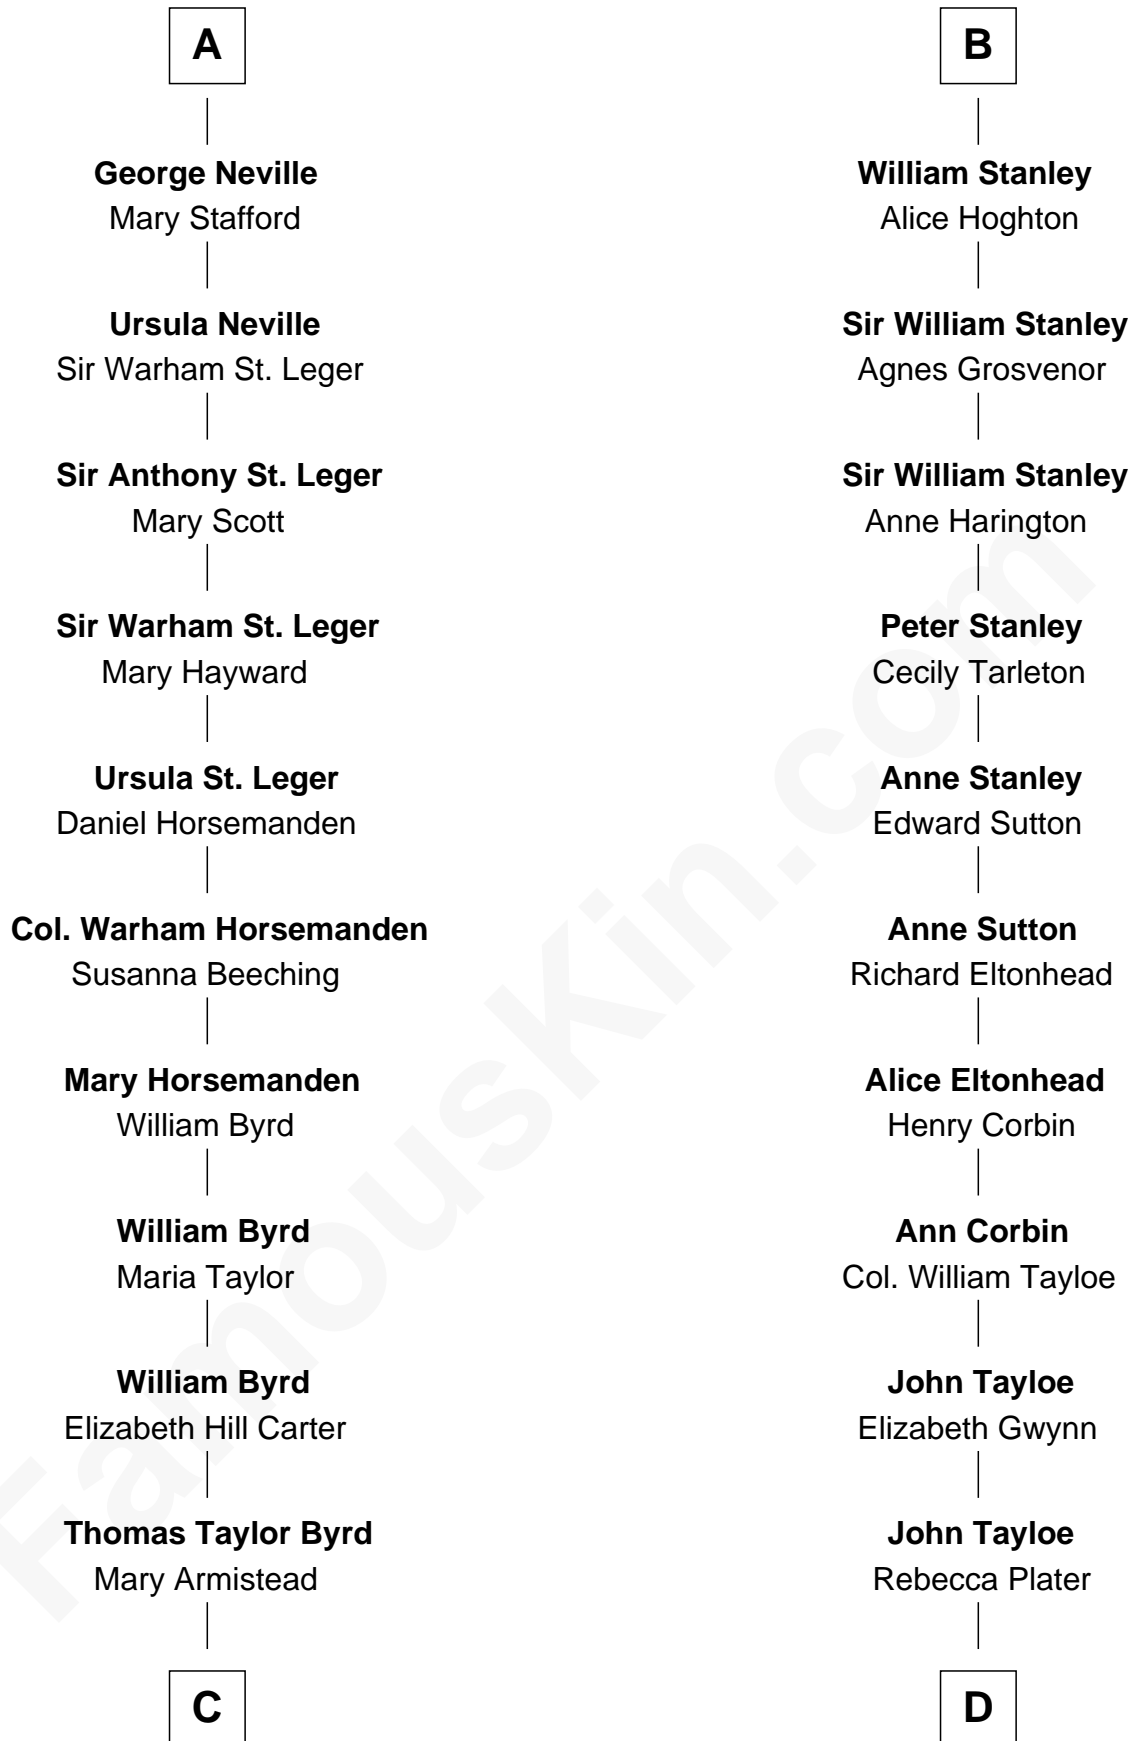 A
George Neville
Mary Stafford
Ursula Neville
Sir Warham St. Leger
Sir Anthony St. Leger
Mary Scott
Sir Warham St. Leger
Mary Hayward
Ursula St. Leger
Daniel Horsemanden
Col. Warham Horsemanden
Susanna Beeching
Mary Horsemanden
William Byrd
William Byrd
Maria Taylor
William Byrd
Elizabeth Hill Carter
Thomas Taylor Byrd
Mary Armistead
C
B
William Stanley
Alice Hoghton
Sir William Stanley
Agnes Grosvenor
Sir William Stanley
Anne Harington
Peter Stanley
Cecily Tarleton
Anne Stanley
Edward Sutton
Anne Sutton
Richard Eltonhead
Alice Eltonhead
Henry Corbin
Ann Corbin
Col. William Tayloe
John Tayloe
Elizabeth Gwynn
John Tayloe
Rebecca Plater
D
FamousKin.com